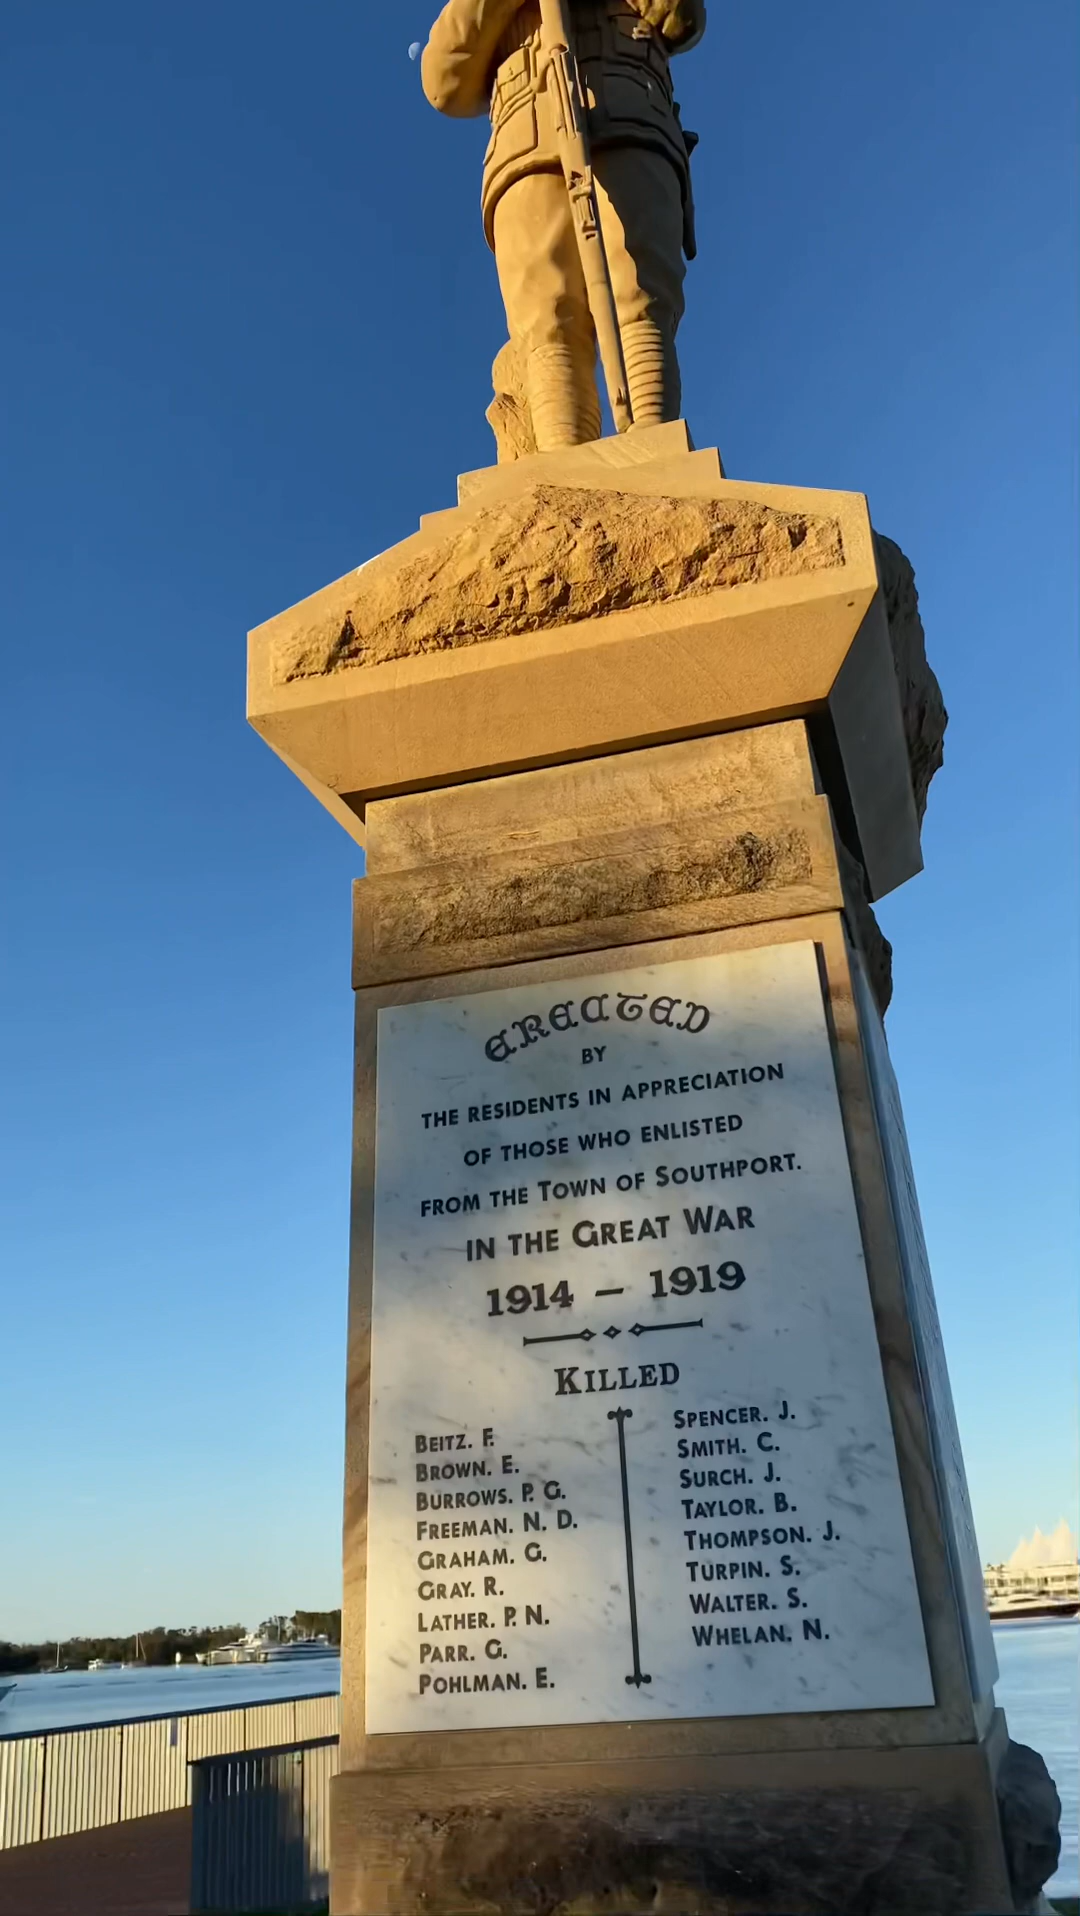 ERECTED
BY
THE RESIDENTS IN APPRECIATION
OF THOSE WHO ENLISTED
FROM THE TOWN OF SOUTHPORT.
IN THE GREAT WAR
1914 – 1919
KILLED
BEITZ. F.
BROWN. E.
BURROWS. P. G.
FREEMAN. N. D.
GRAHAM. G.
GRAY. R.
LATHER. P. N.
PARR. G.
POHLMAN. E.
SPENCER. J.
SMITH. C.
SURCH. J.
TAYLOR. B.
THOMPSON. J.
TURPIN. S.
WALTER. S.
WHELAN. N.